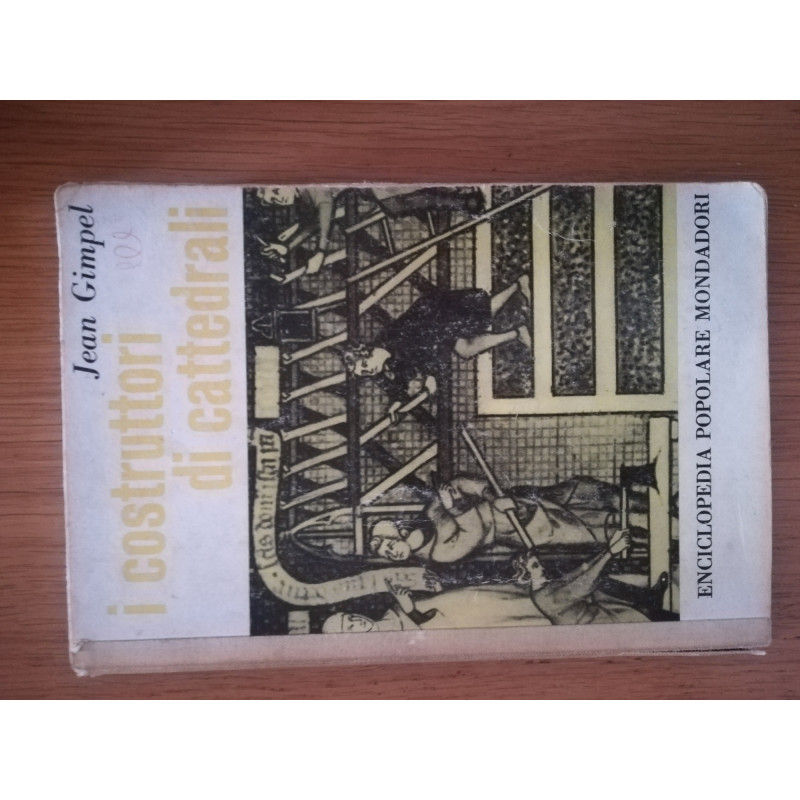 Jean Gimpel
i costruttori
di cattedrali
ENCICLOPEDIA POPOLARE MONDADORI